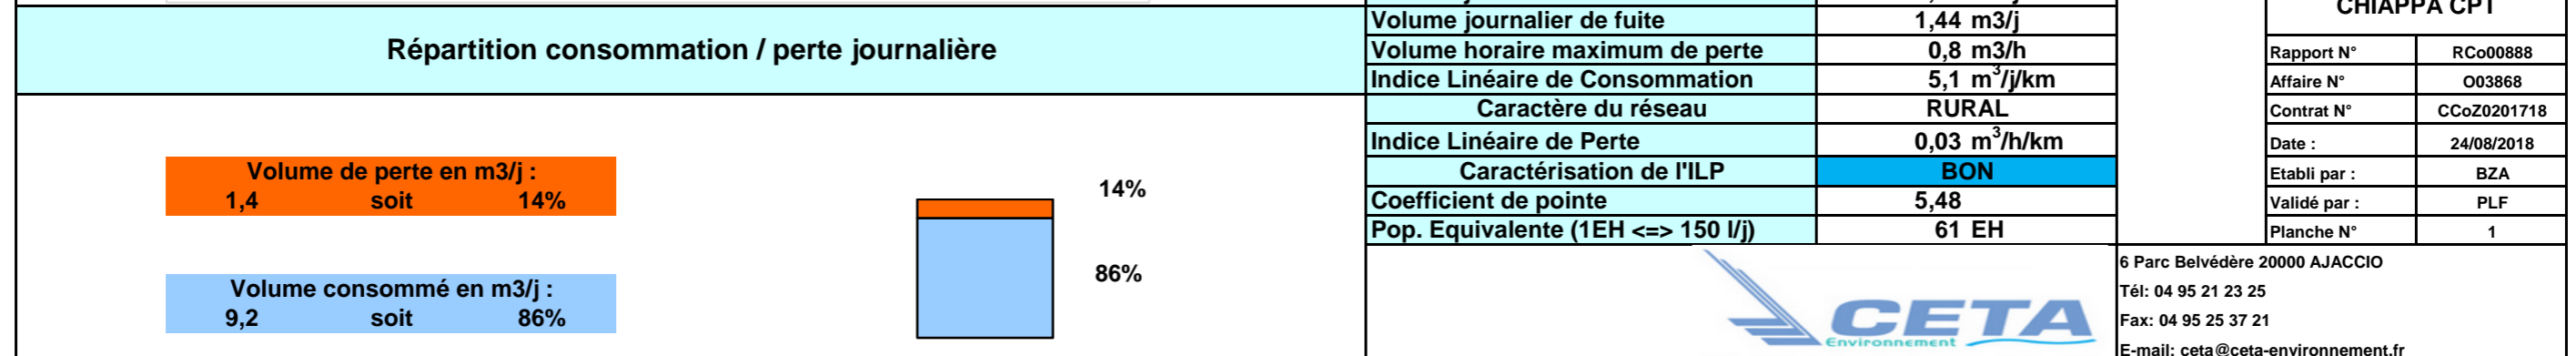 CHIAPPA CPT
Volume journalier de fuite 1,44 m3/j
Répartition consommation / perte journalière
Volume horaire maximum de perte 0,8 m3/h
Rapport N° RCo00888
Indice Linéaire de Consommation 5,1 m³/j/km
Affaire N° O03868
Caractère du réseau RURAL
Contrat N° CCoZ0201718
Indice Linéaire de Perte 0,03 m³/h/km
Date : 24/08/2018
Volume de perte en m3/j :
1,4 soit 14%
14%
Caractérisation de l'ILP BON
Etabli par : BZA
Coefficient de pointe 5,48
Validé par : PLF
Pop. Equivalente (1EH <=> 150 l/j) 61 EH
Planche N° 1
86%
Volume consommé en m3/j :
9,2 soit 86%
CETA
Environnement
6 Parc Belvédère 20000 AJACCIO
Tél: 04 95 21 23 25
Fax: 04 95 25 37 21
E-mail: ceta@ceta-environnement.fr